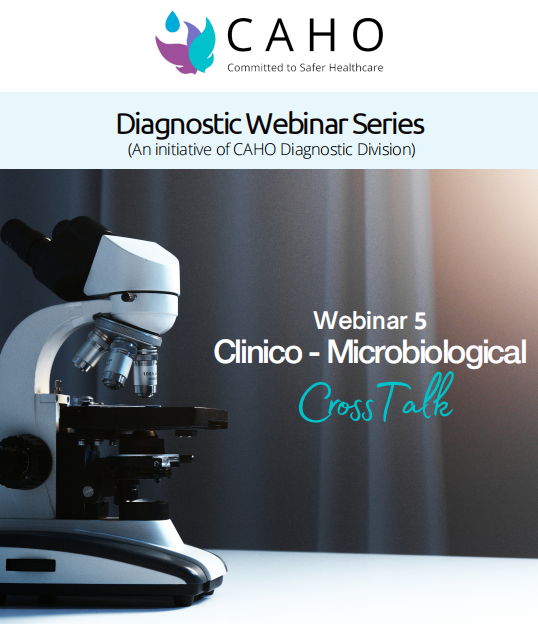 CAHO
Committed to Safer Healthcare
Diagnostic Webinar Series
(An initiative of CAHO Diagnostic Division)
Webinar 5
Clinico - Microbiological
Cross Talk